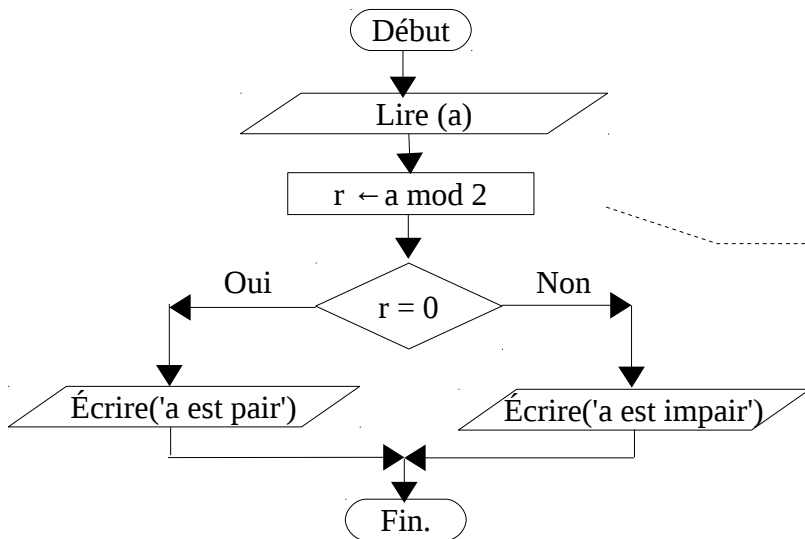 Début
Lire (a)
r ←a mod 2
Oui
r = 0
Non
Écrire('a est pair')
Écrire('a est impair')
Fin.